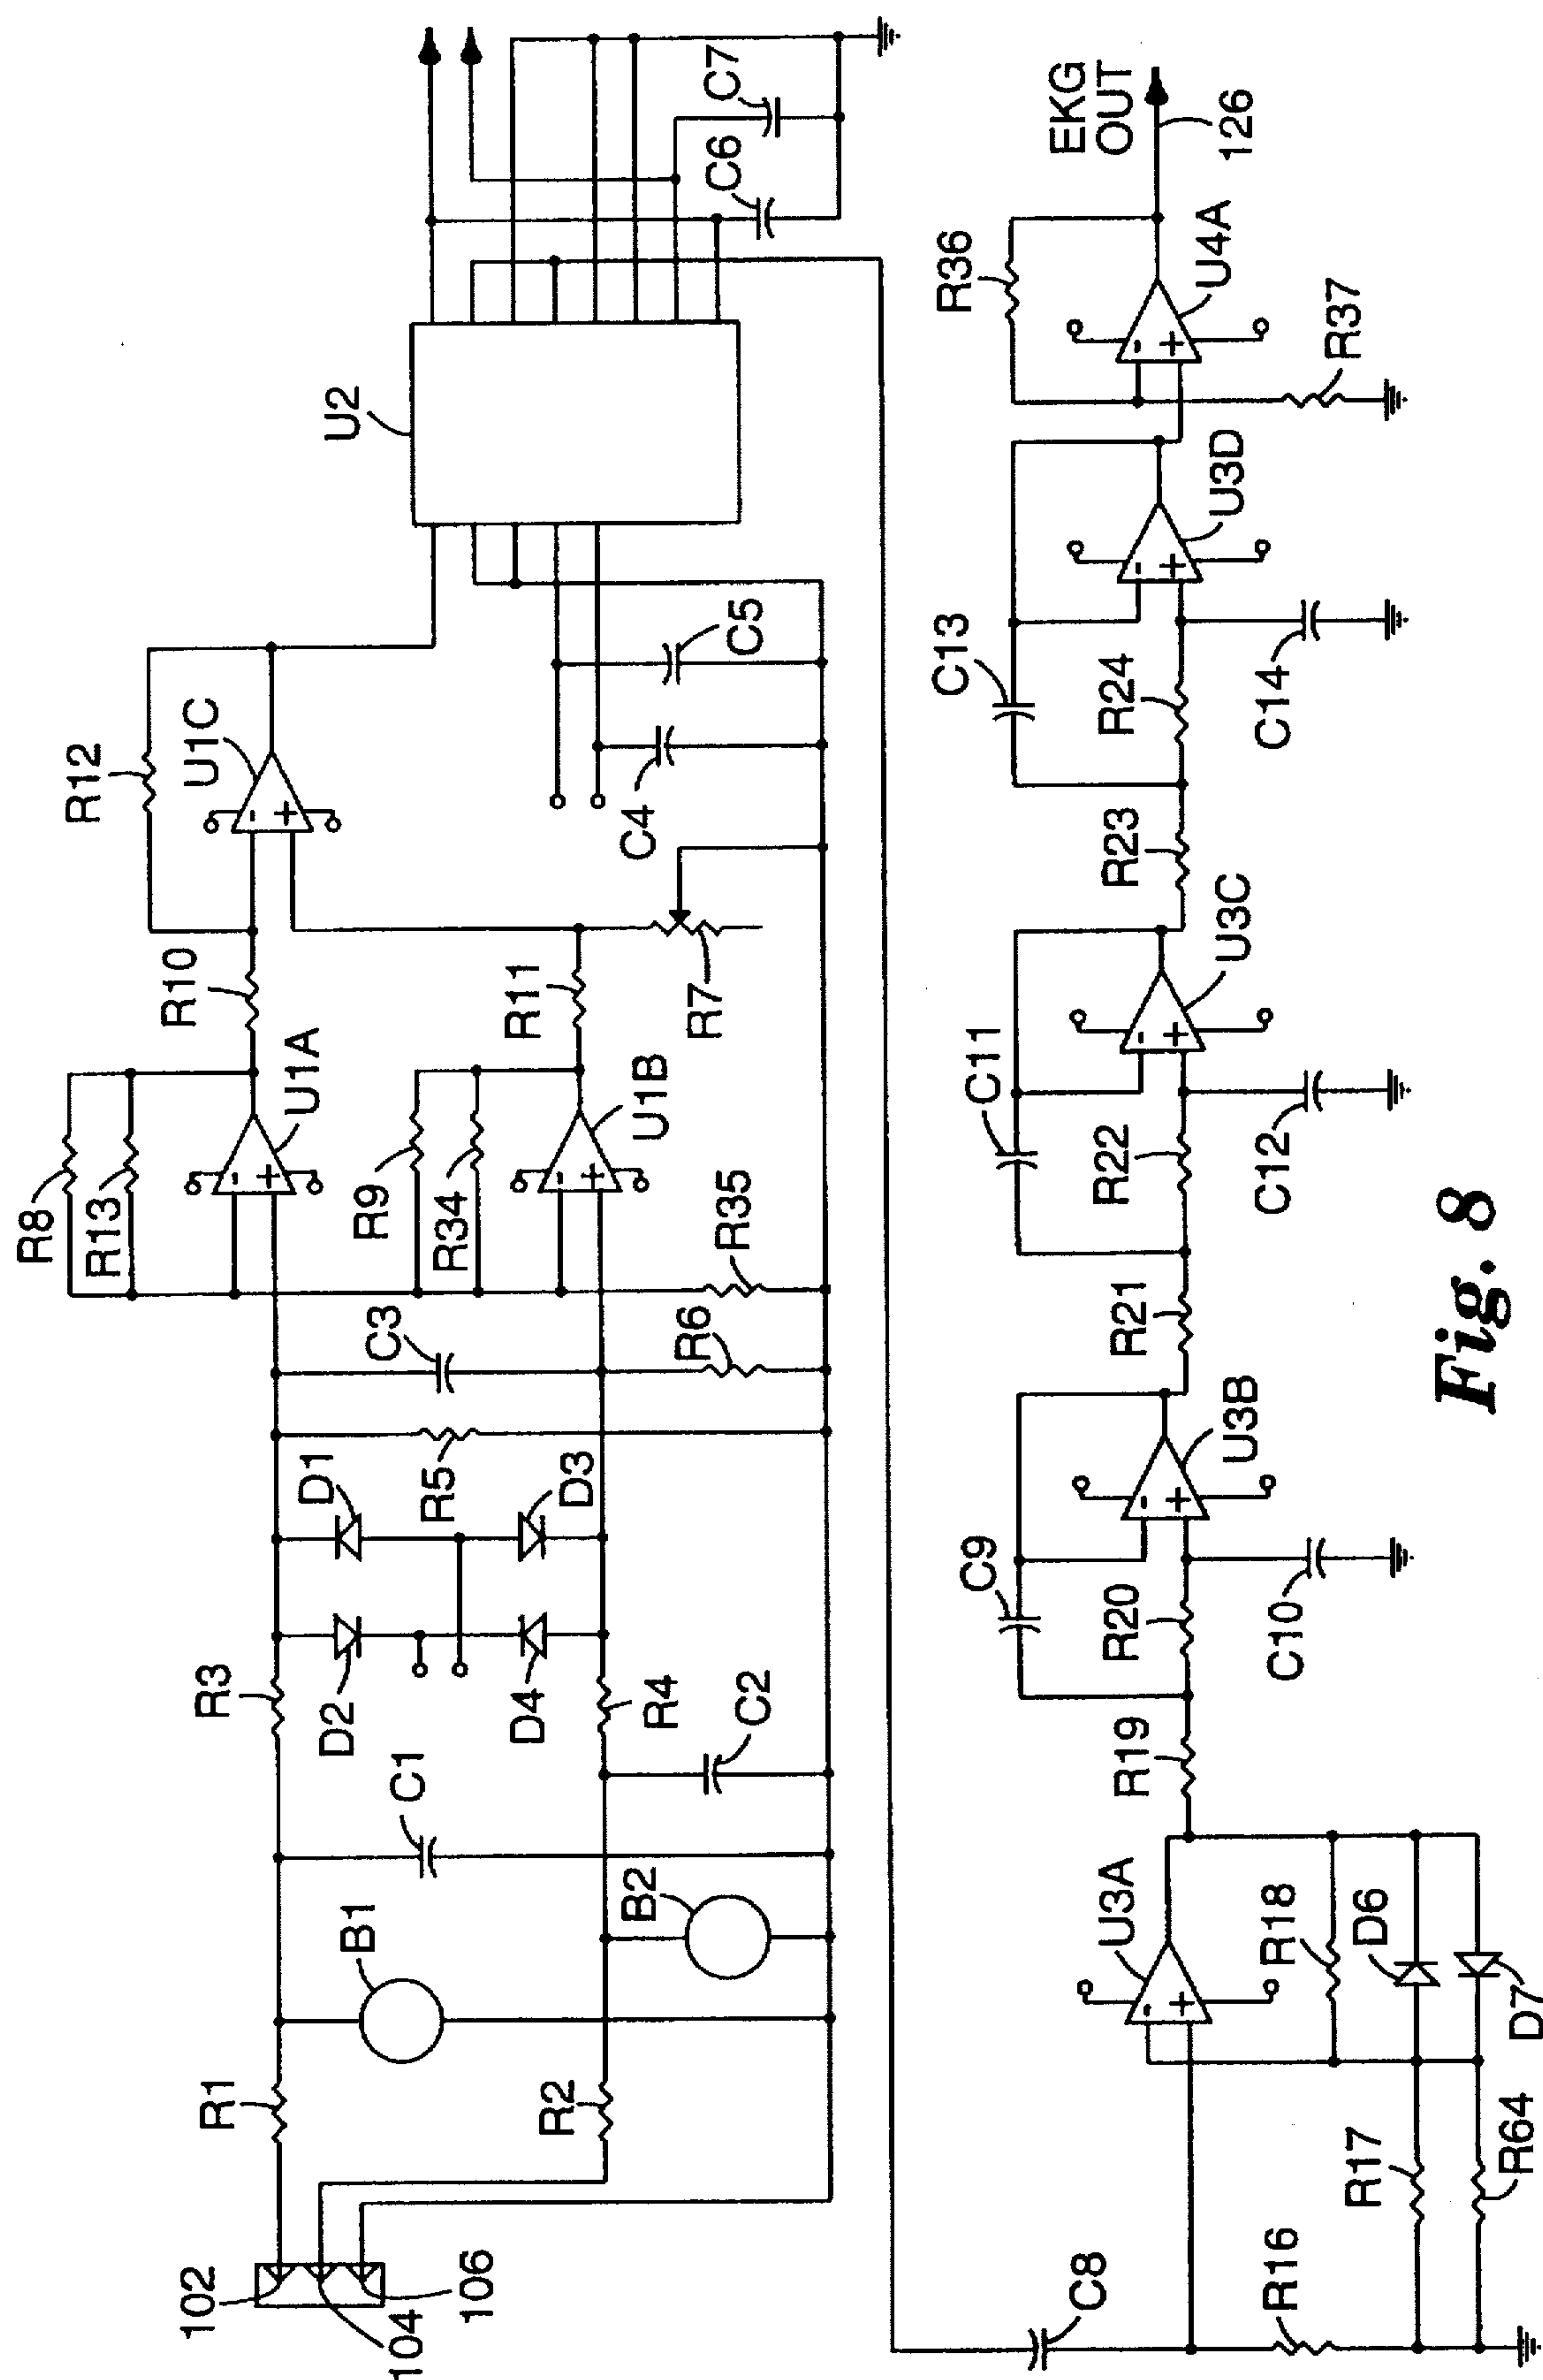 102
104
106
R1
R2
B1
B2
C1
C2
R3
R4
D2
D4
D1
D3
R5
C3
R6
R8
R13
R9
R34
R35
U1A
U1B
-
+
-
+
R10
R11
R7
R12
U1C
-
+
C4
C5
U2
C6
C7
C8
R16
R17
R64
U3A
-
+
R18
D6
D7
R19
C9
R20
C10
U3B
-
+
R21
C11
R22
C12
U3C
-
+
R23
C13
R24
C14
U3D
-
+
R36
R37
U4A
-
+
EKG
OUT
126
Fig. 8